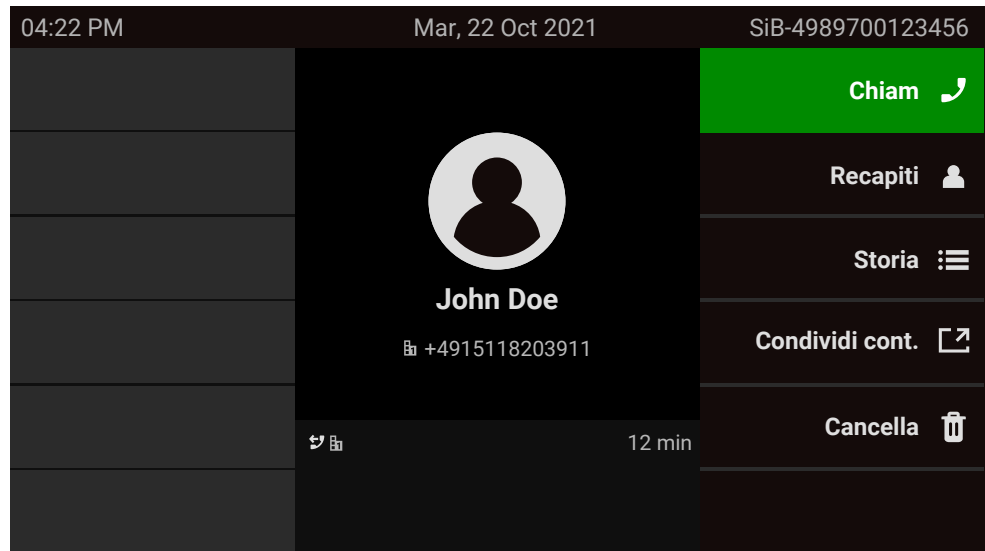 04:22 PM
Mar, 22 Oct 2021
SiB-4989700123456
Chiam
Recapiti
Storia
Condividi cont.
Cancella
John Doe
+4915118203911
12 min